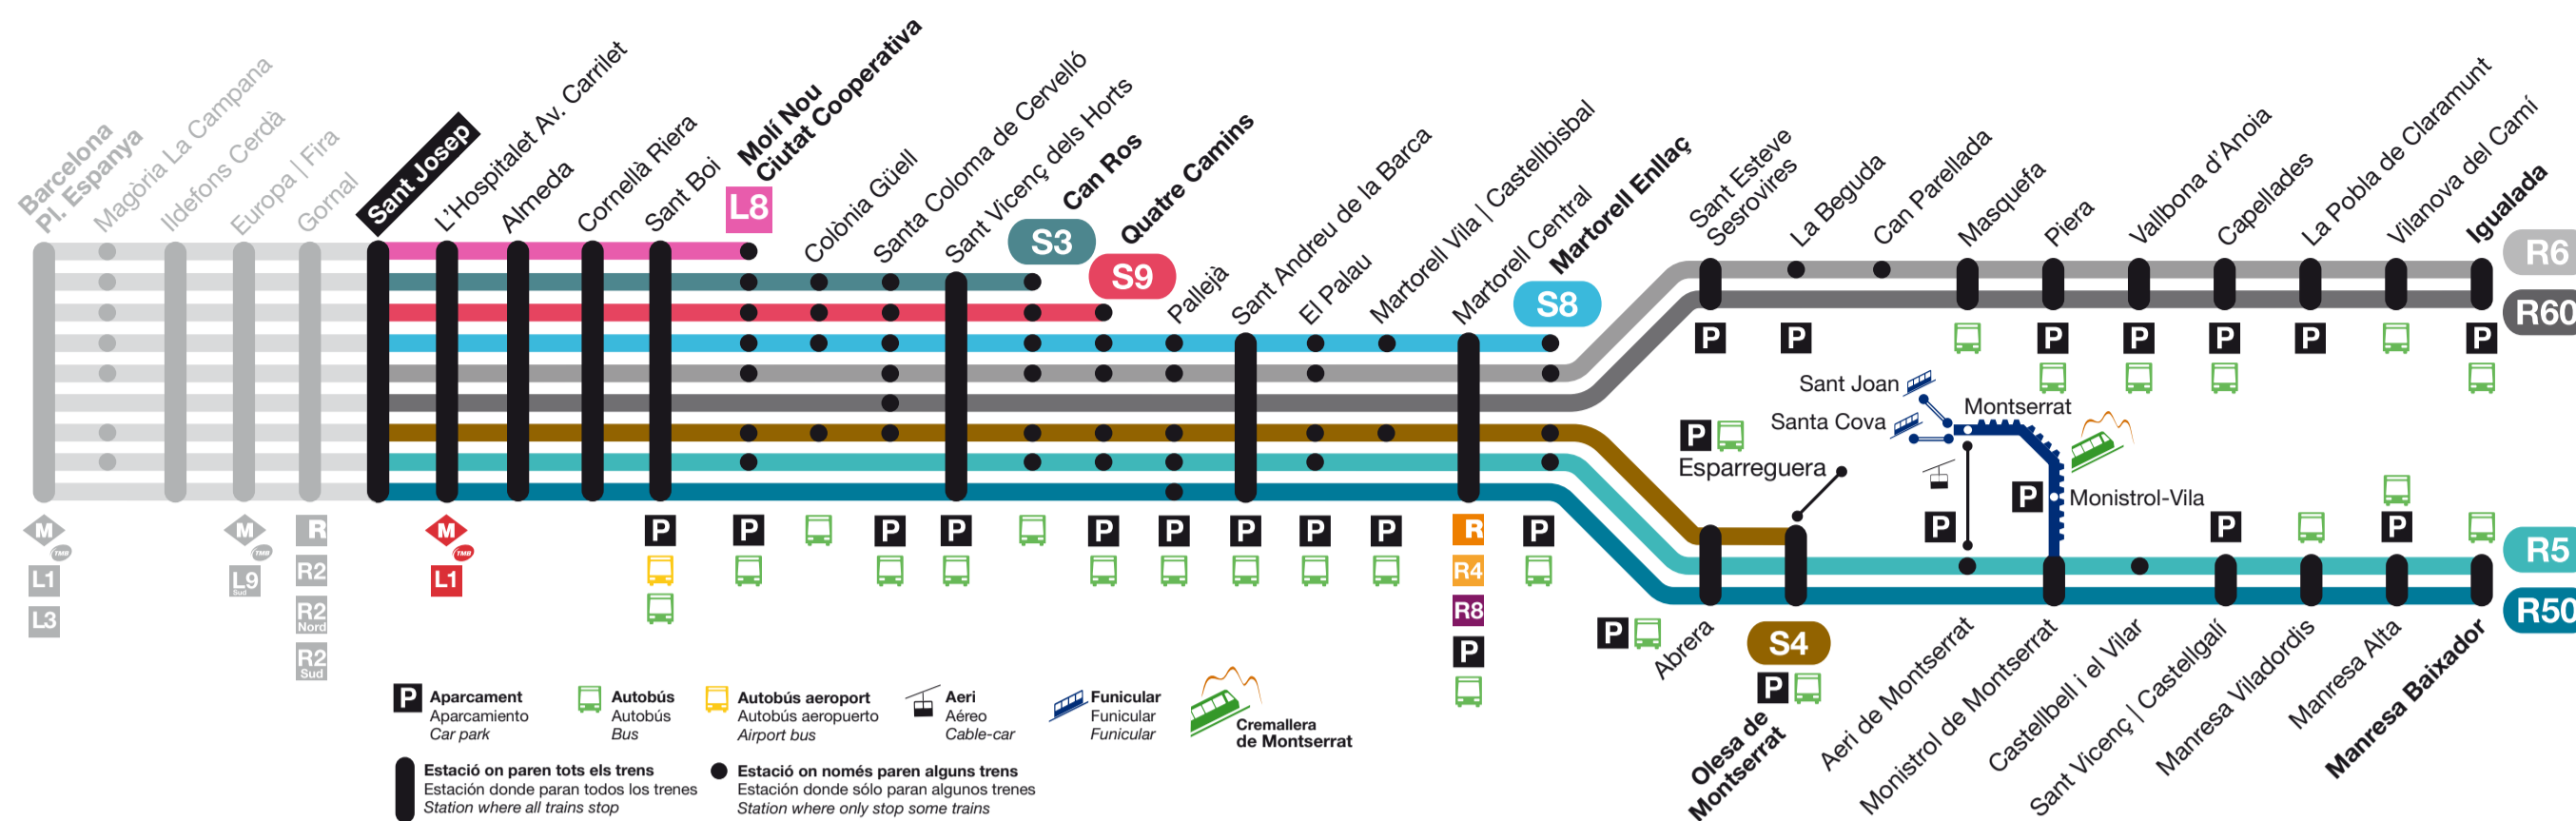 Barcelona
Pl. Espanya
Magòria La Campana
Ildefons Cerdà
Europa | Fira
Gornal
Sant Josep
L'Hospitalet Av. Carrilet
Almeda
Cornellà Riera
Sant Boi
Molí Nou
Ciutat Cooperativa
L8
Colònia Güell
Santa Coloma de Cervelló
Sant Vicenç dels Horts
Can Ros
S3
Quatre Camins
S9
Pallejà
Sant Andreu de la Barca
El Palau
Martorell Vila | Castellbisbal
Martorell Central
Martorell Enllaç
S8
Sant Esteve
Sesrovires
La Beguda
Can Parellada
Masquefa
Piera
Vallbona d'Anoia
Capellades
La Pobla de Claramunt
Vilanova del Camí
Igualada
R6
R60
P P P P P P P
Sant Joan
Santa Cova
Montserrat
P
Esparreguera
P
P
Monistrol-Vila
P
P
R5
R50
M
TMB
L1
L3
M
TMB
L9
Sud
R
R2
R2
Nord
R2
Sud
M
TMB
L1
P P P P P P P P P P
R
R4
R8
P
P
P
Abrera
S4
P
Olesa de
Montserrat
Aeri de Montserrat
Monistrol de Montserrat
Castellbell i el Vilar
Sant Vicenç | Castellgalí
Manresa Viladordis
Manresa Alta
Manresa Baixador
P
Aparcament
Aparcamiento
Car park
Autobús
Autobús
Bus
Autobús aeroport
Autobús aeropuerto
Airport bus
Aeri
Aéreo
Cable-car
Funicular
Funicular
Funicular
Cremallera
de Montserrat
Estació on paren tots els trens
Estación donde paran todos los trenes
Station where all trains stop
Estació on només paren alguns trens
Estación donde sólo paran algunos trenes
Station where only stop some trains